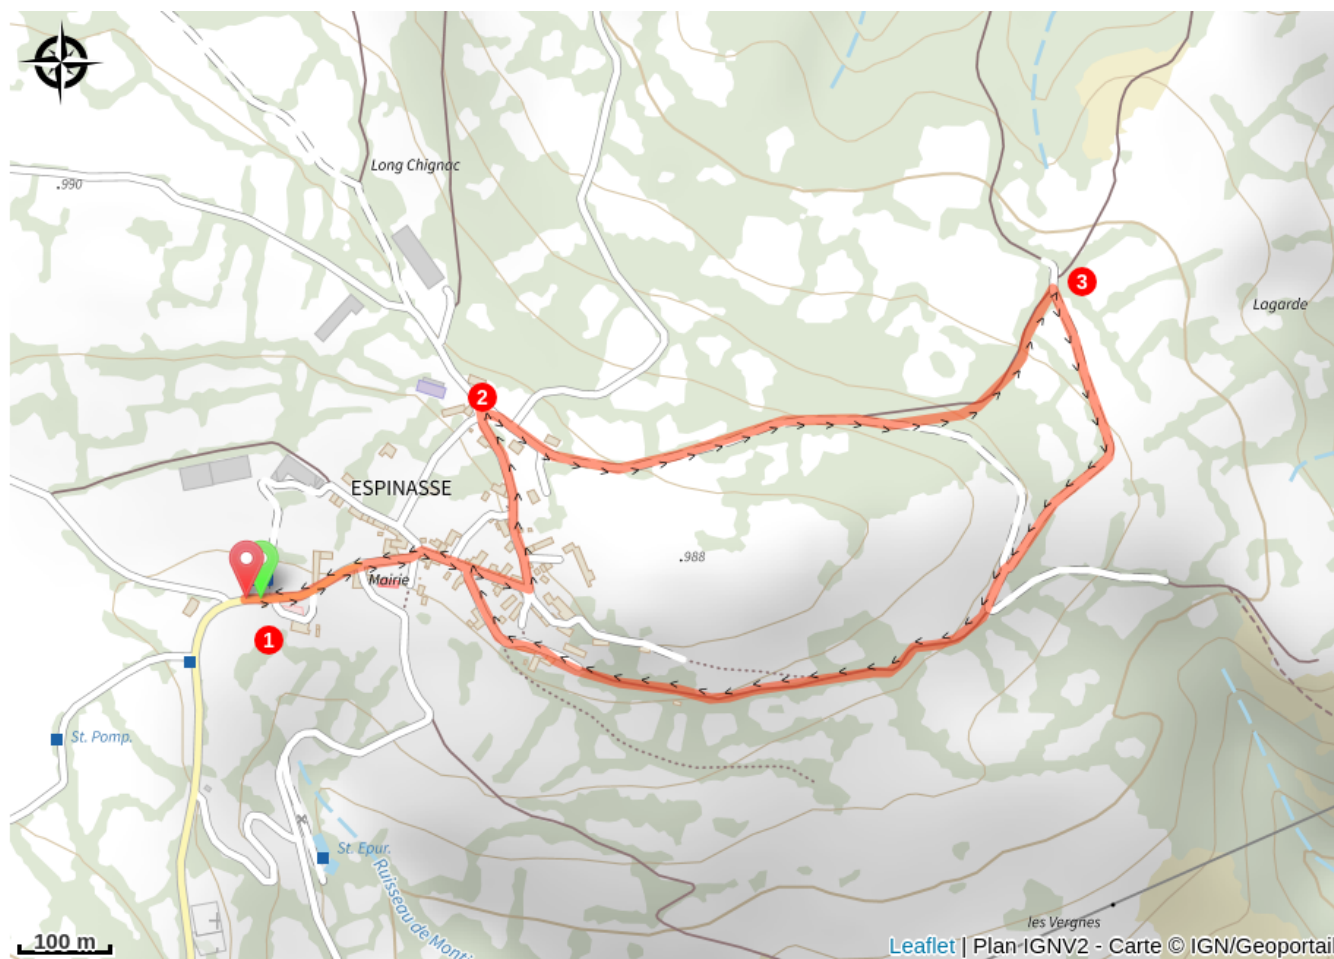 Long Chignac
.990
3
Lagarde
2
ESPINASSE
.988
Mairie
1
St. Pomp.
St. Epur.
Ruisseau de Monti
les Vergnes
100 m
Leaflet | Plan IGNV2 - Carte © IGN/Geoportail